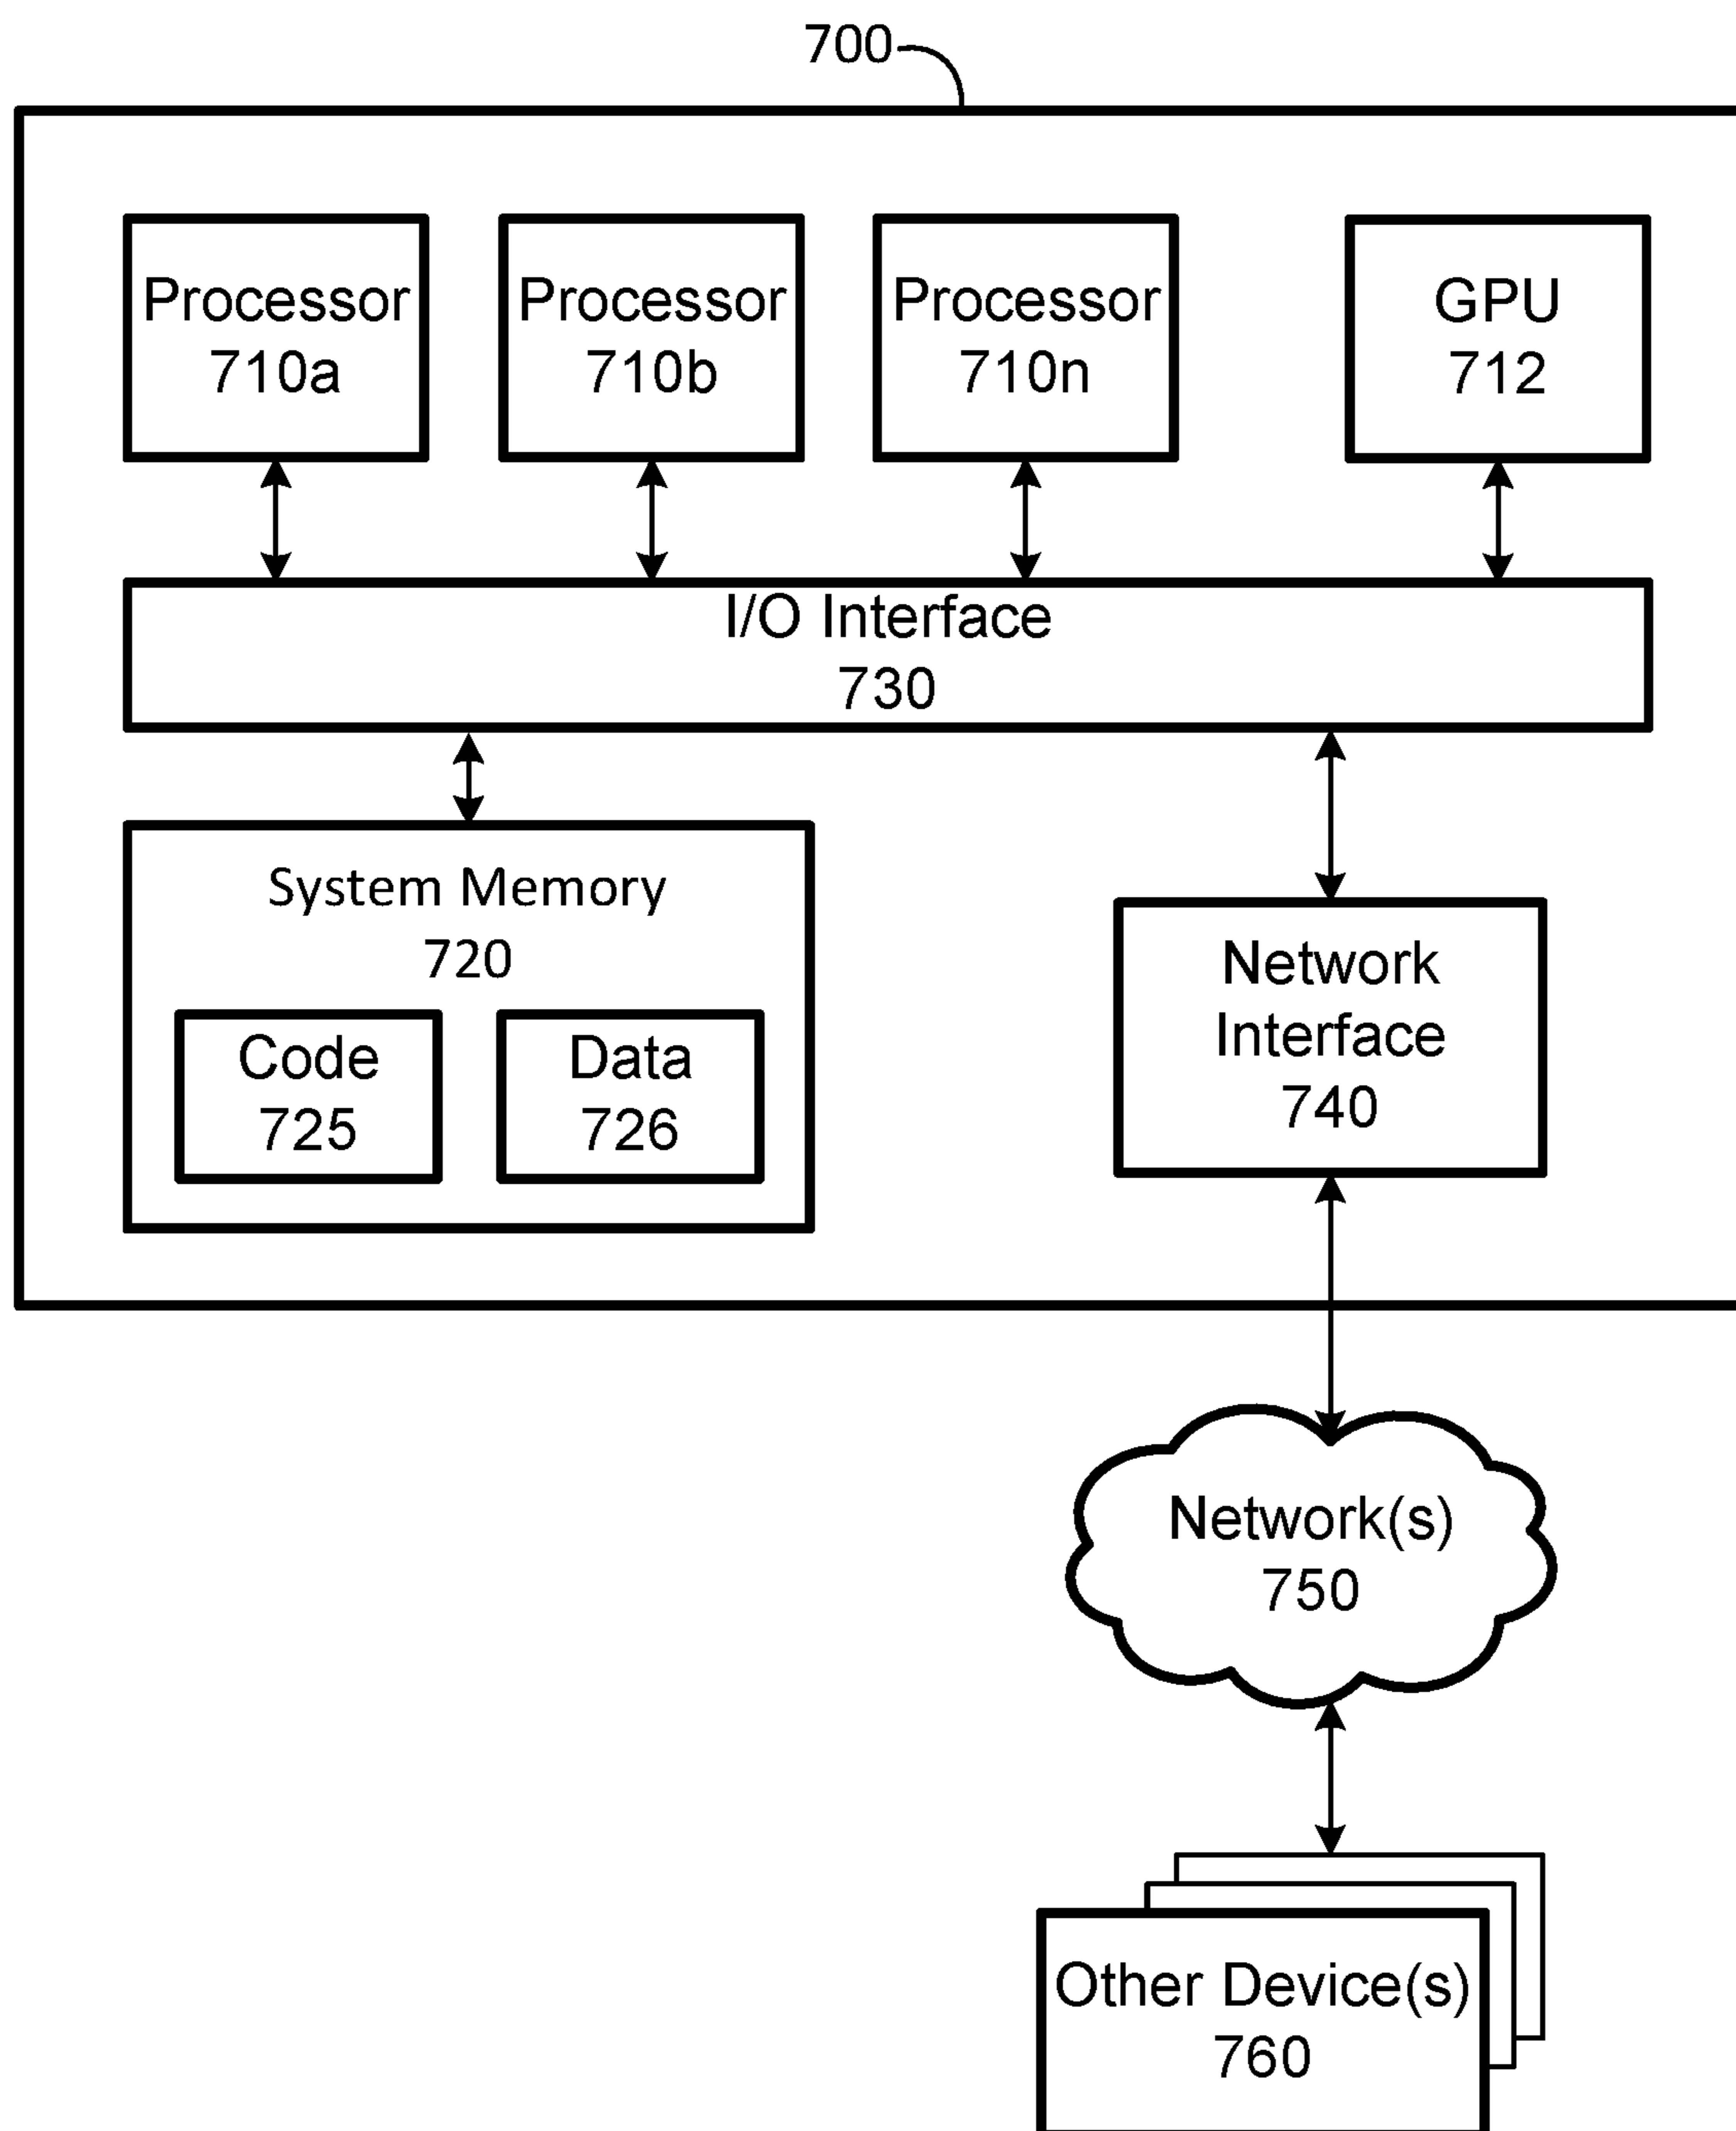 700
Processor
710a
Processor
710b
Processor
710n
GPU
712
I/O Interface
730
System Memory
720
Code
725
Data
726
Network
Interface
740
Network(s)
750
Other Device(s)
760